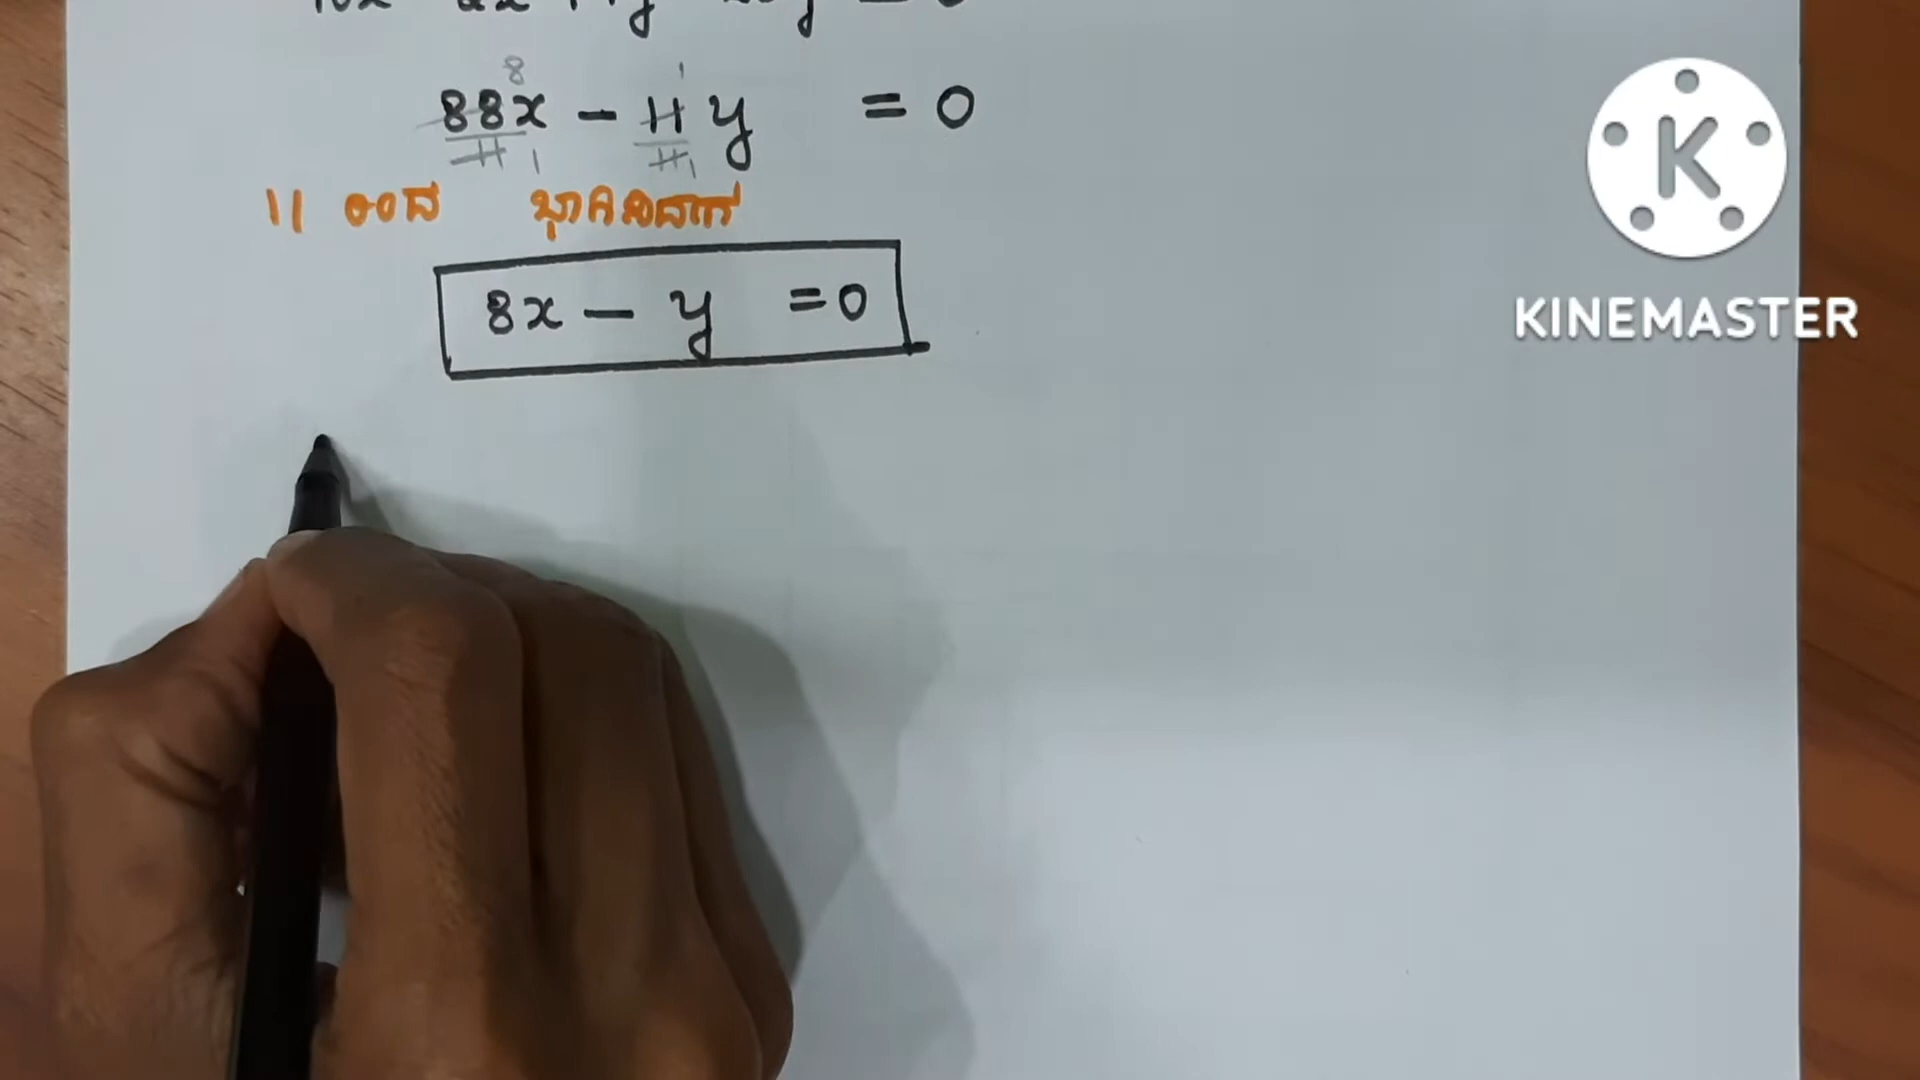 88x - 11y = 0
11 ರಿಂದ ಭಾಗಿಸಿದಾಗ
8x - y = 0
K
KINEMASTER